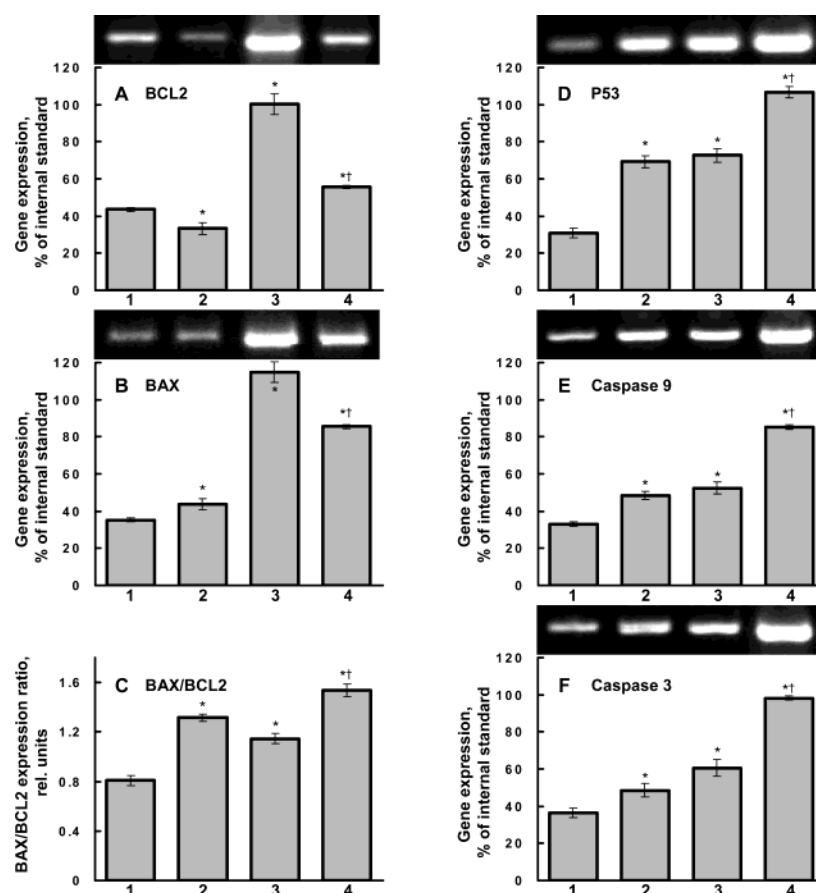 120
100
80
60
40
20
0
Gene expression,
% of internal standard
A BCL2
*
*
*†
1 2 3 4
120
100
80
60
40
20
0
Gene expression,
% of internal standard
B BAX
*
*
*†
1 2 3 4
1.6
1.2
0.8
0.4
0
BAX/BCL2 expression ratio,
rel. units
C BAX/BCL2
*
*
*†
1 2 3 4
120
100
80
60
40
20
0
Gene expression,
% of internal standard
D P53
*
*
*†
1 2 3 4
120
100
80
60
40
20
0
Gene expression,
% of internal standard
E Caspase 9
*
*
*†
1 2 3 4
120
100
80
60
40
20
0
Gene expression,
% of internal standard
F Caspase 3
*
*
*†
1 2 3 4